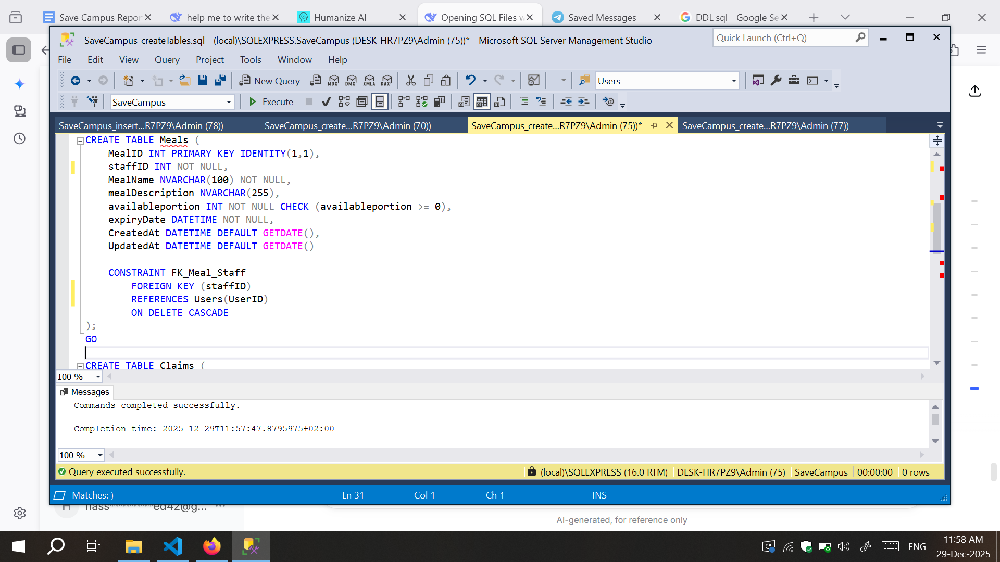 Save Campus Repor
help me to write the
Humanize AI
Opening SQL Files w
Saved Messages
DDL sql - Google Se
SaveCampus_createTables.sql - (local)\SQLEXPRESS.SaveCampus (DESK-HR7PZ9\Admin (75))* - Microsoft SQL Server Management Studio
Quick Launch (Ctrl+Q)
File Edit View Query Project Tools Window Help
New Query
MDX
DMX
XMLA
DAX
Users
SaveCampus
Execute
SaveCampus_insert...R7PZ9\Admin (78))
SaveCampus_create...R7PZ9\Admin (70))
SaveCampus_create...R7PZ9\Admin (75))*
SaveCampus_create...R7PZ9\Admin (77))
CREATE TABLE Meals (
MealID INT PRIMARY KEY IDENTITY(1,1),
staffID INT NOT NULL,
MealName NVARCHAR(100) NOT NULL,
mealDescription NVARCHAR(255),
availableportion INT NOT NULL CHECK (availableportion >= 0),
expiryDate DATETIME NOT NULL,
CreatedAt DATETIME DEFAULT GETDATE(),
UpdatedAt DATETIME DEFAULT GETDATE()
CONSTRAINT FK_Meal_Staff
FOREIGN KEY (staffID)
REFERENCES Users(UserID)
ON DELETE CASCADE
);
GO
CREATE TABLE Claims (
100 %
Messages
Commands completed successfully.
Completion time: 2025-12-29T11:57:47.8795975+02:00
100 %
Query executed successfully.
(local)\SQLEXPRESS (16.0 RTM)
DESK-HR7PZ9\Admin (75)
SaveCampus
00:00:00
0 rows
Matches: )
Ln 31
Col 1
Ch 1
INS
H
nass********ed42@g... ...
AI-generated, for reference only
ENG
11:58 AM
29-Dec-2025